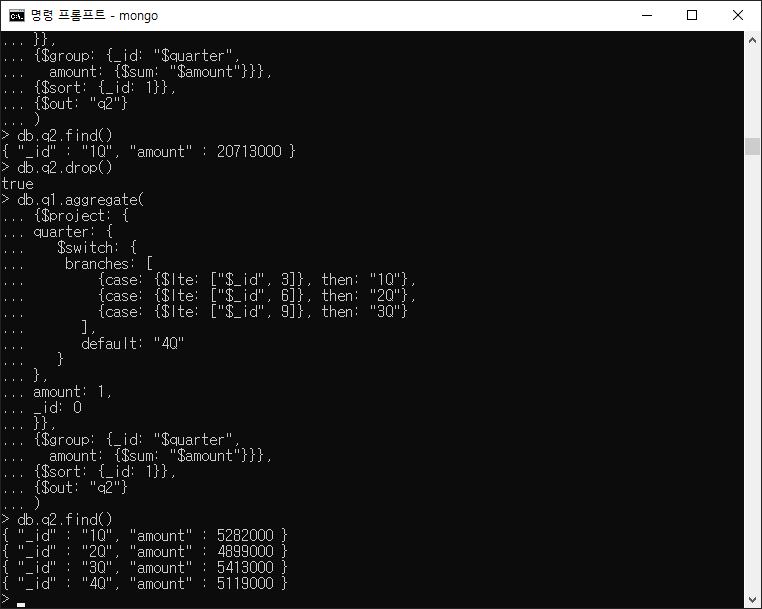 명령 프롬프트 - mongo
... }},
... {$group: {_id: "$quarter",
...   amount: {$sum: "$amount"}}},
... {$sort: {_id: 1}},
... {$out: "q2"}
... )
> db.q2.find()
{ "_id" : "1Q", "amount" : 20713000 }
> db.q2.drop()
true
> db.q1.aggregate(
... {$project: {
... quarter: {
...    $switch: {
...     branches: [
...         {case: {$lte: ["$_id", 3]}, then: "1Q"},
...         {case: {$lte: ["$_id", 6]}, then: "2Q"},
...         {case: {$lte: ["$_id", 9]}, then: "3Q"}
...       ],
...       default: "4Q"
...    }
... },
... amount: 1,
... _id: 0
... }},
... {$group: {_id: "$quarter",
...   amount: {$sum: "$amount"}}},
... {$sort: {_id: 1}},
... {$out: "q2"}
... )
> db.q2.find()
{ "_id" : "1Q", "amount" : 5282000 }
{ "_id" : "2Q", "amount" : 4899000 }
{ "_id" : "3Q", "amount" : 5413000 }
{ "_id" : "4Q", "amount" : 5119000 }
>